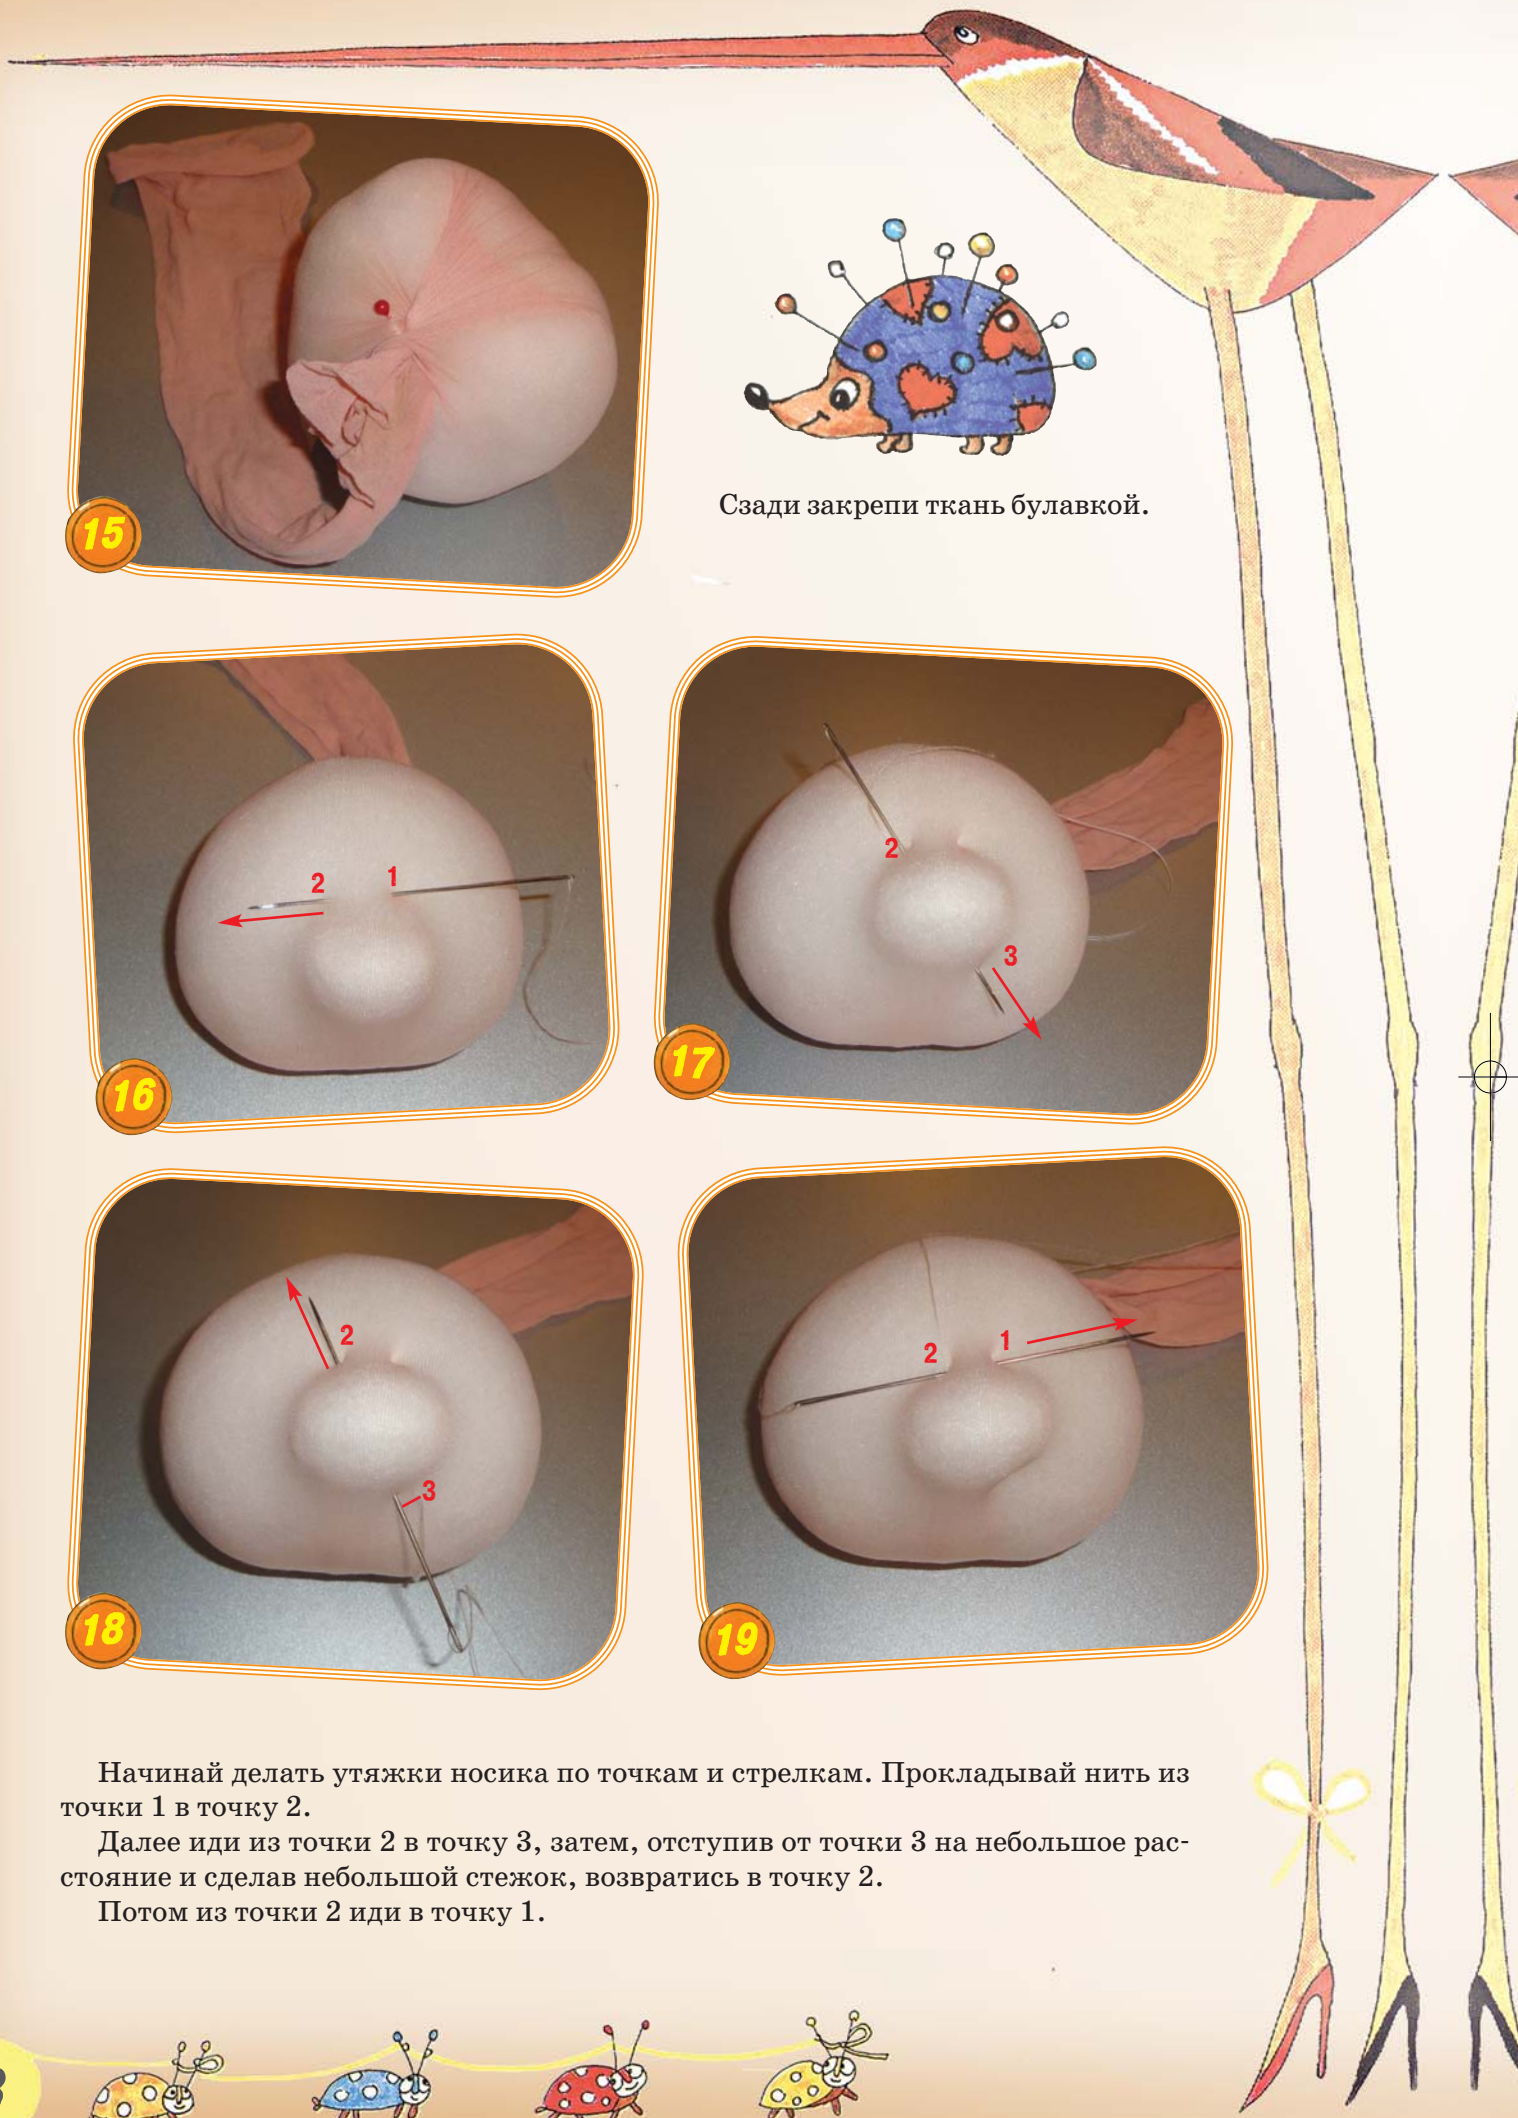 15
Сзади закрепи ткань булавкой.
2
1
16
2
3
17
2
3
18
2
1
19
Начинай делать утяжки носика по точкам и стрелкам. Прокладывай нить из
точки 1 в точку 2.
Далее иди из точки 2 в точку 3, затем, отступив от точки 3 на небольшое рас-
стояние и сделав небольшой стежок, возвратись в точку 2.
Потом из точки 2 иди в точку 1.